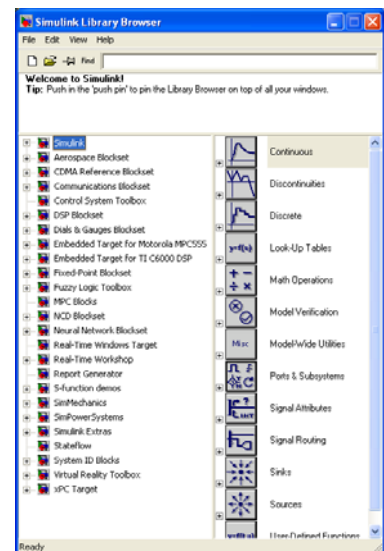 Simulink Library Browser
File Edit View Help
Find
Welcome to Simulink!
Tip: Push in the 'push pin' to pin the Library Browser on top of all your windows.
Simulink
Aerospace Blockset
CDMA Reference Blockset
Communications Blockset
Control System Toolbox
DSP Blockset
Dials & Gauges Blockset
Embedded Target for Motorola MPC555
Embedded Target for TI C6000 DSP
Fixed-Point Blockset
Fuzzy Logic Toolbox
MPC Blocks
NCD Blockset
Neural Network Blockset
Real-Time Windows Target
Real-Time Workshop
Report Generator
S-function demos
SimMechanics
SimPowerSystems
Simulink Extras
Stateflow
System ID Blocks
Virtual Reality Toolbox
xPC Target
Continuous
Discontinuities
Discrete
y=f(u) Look-Up Tables
Math Operations
Model Verification
Misc Model-Wide Utilities
Ports & Subsystems
Signal Attributes
Signal Routing
Sinks
Sources
User-Defined Functions
Ready